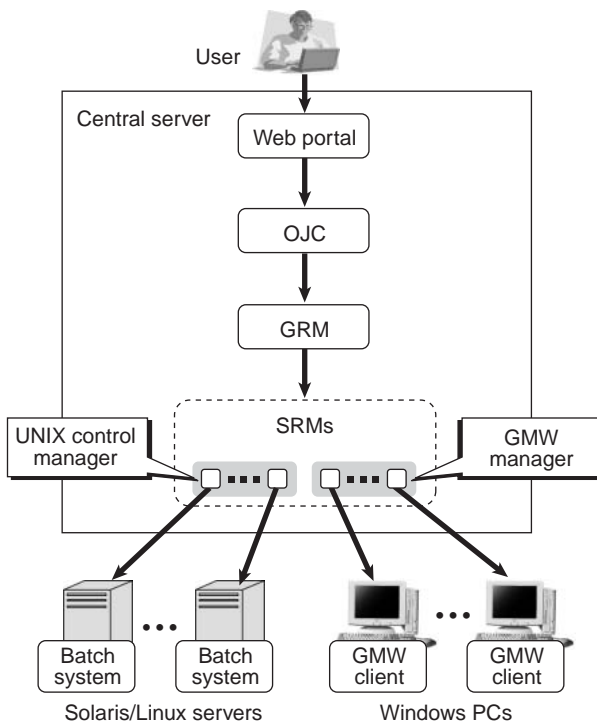 User
Central server
Web portal
OJC
GRM
SRMs
UNIX control
manager
GMW
manager
Batch
system
Batch
system
GMW
client
GMW
client
Solaris/Linux servers
Windows PCs